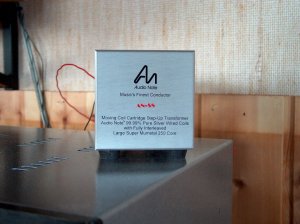 AN
Audio Note
Music's Finest Conductor
Moving Coil Cartridge Step-Up Transformer
Audio Note® 99.99% Pure Silver Wired Coils
with Fully Interleaved
Large Super Mumetal 250 Core